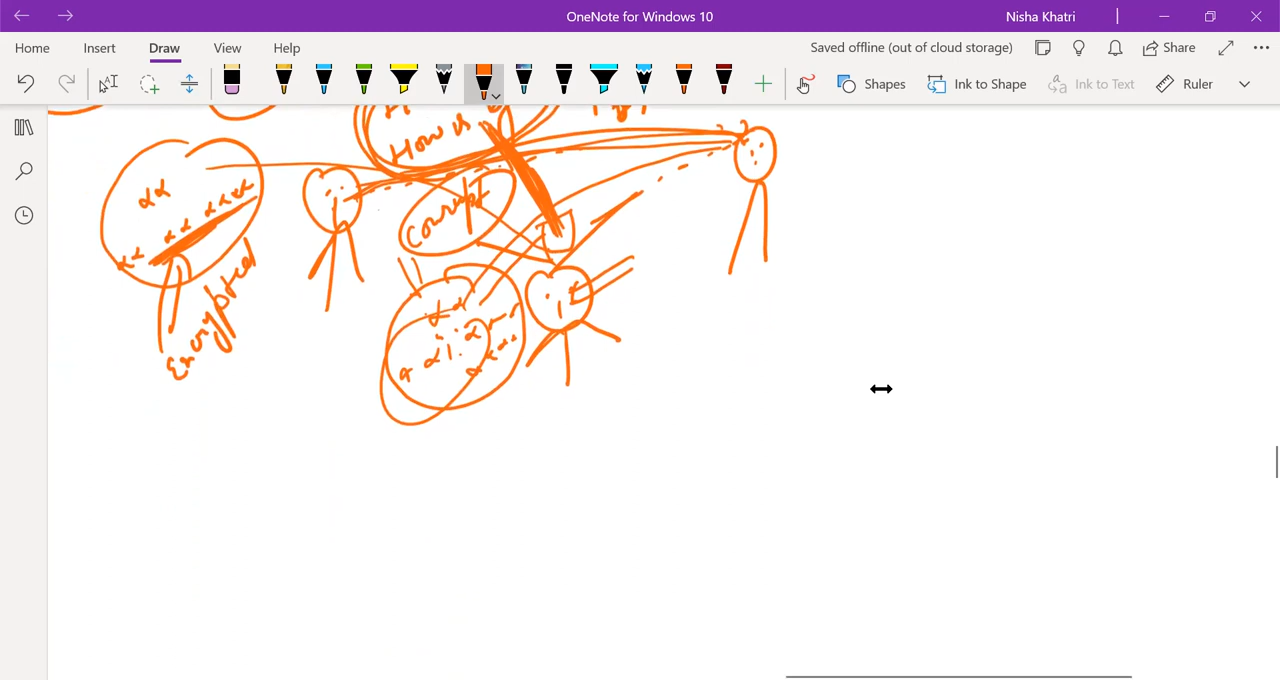 OneNote for Windows 10
Nisha Khatri
Home Insert Draw View Help
Saved offline (out of cloud storage)
Share
Shapes
Ink to Shape
Ink to Text
Ruler
How is
Encrypted